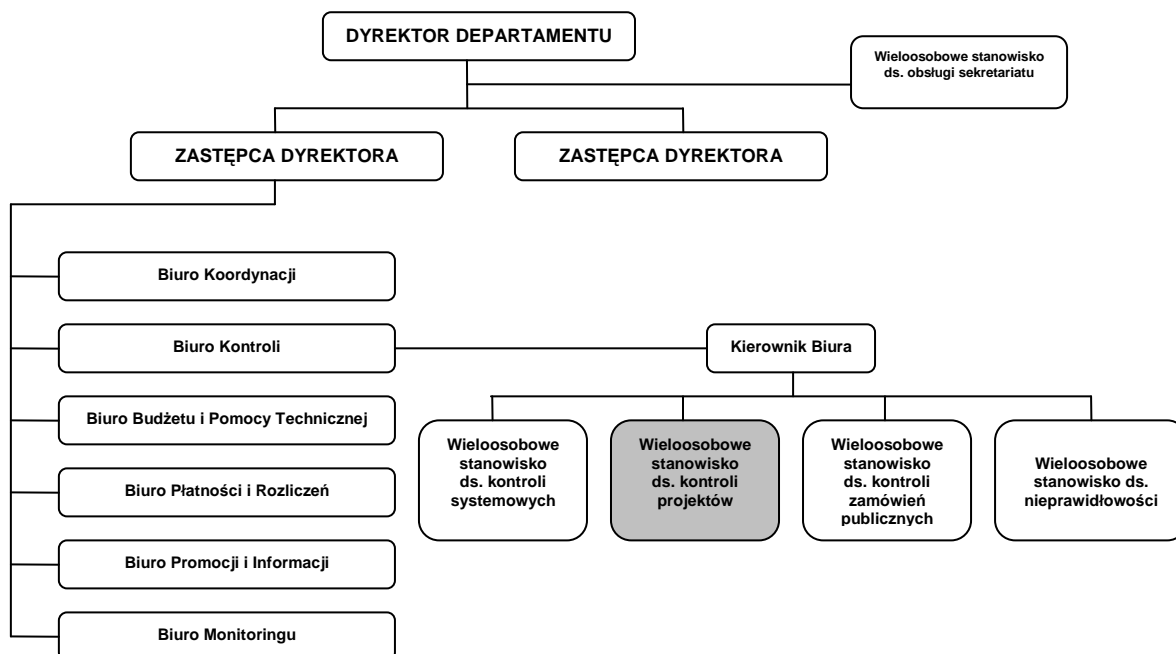 DYREKTOR DEPARTAMENTU
Wieloosobowe stanowisko
ds. obsługi sekretariatu
ZASTĘPCA DYREKTORA
ZASTĘPCA DYREKTORA
Biuro Koordynacji
Biuro Kontroli
Kierownik Biura
Biuro Budżetu i Pomocy Technicznej
Wieloosobowe
stanowisko
ds. kontroli
systemowych
Wieloosobowe
stanowisko
ds. kontroli
projektów
Wieloosobowe
stanowisko
ds. kontroli
zamówień
publicznych
Wieloosobowe
stanowisko ds.
nieprawidłowości
Biuro Płatności i Rozliczeń
Biuro Promocji i Informacji
Biuro Monitoringu